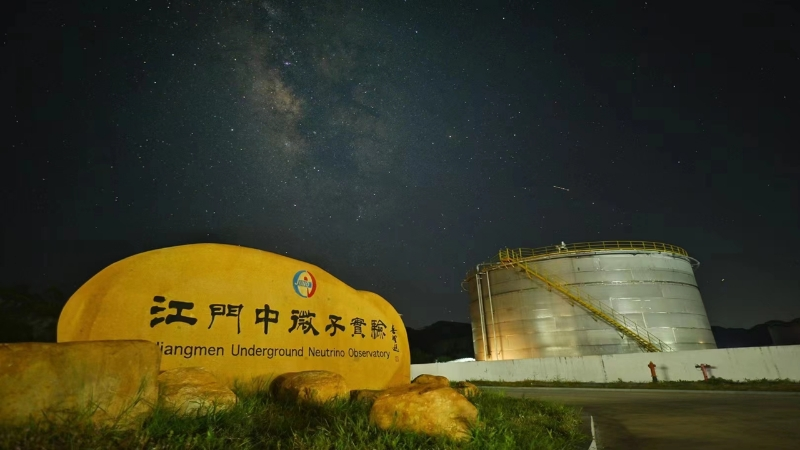 江門中微子實驗
Jiangmen Underground Neutrino Observatory